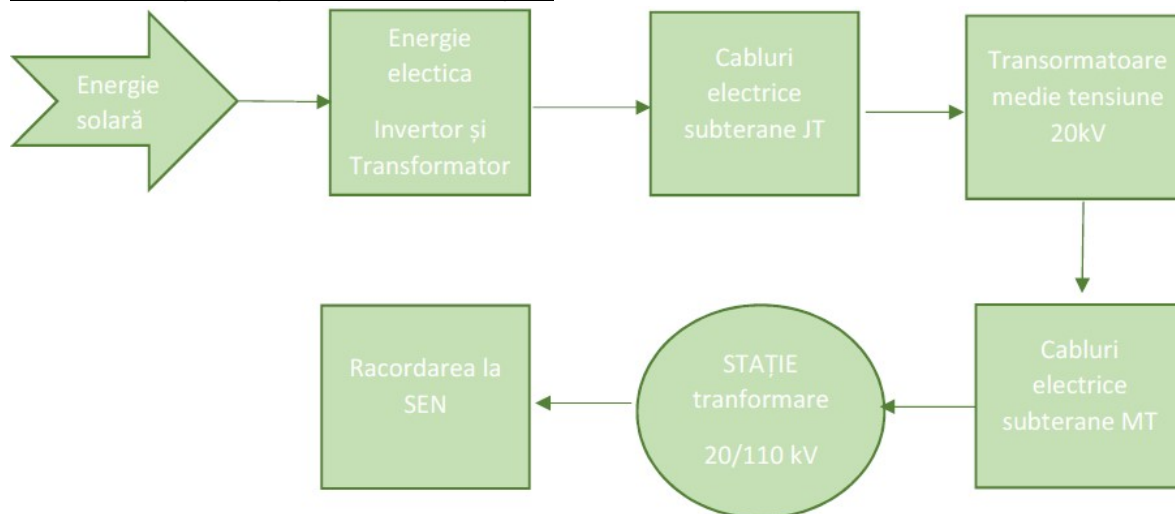 Energie
solară
Energie
electica
Invertor și
Transformator
Cabluri
electrice
subterane JT
Transormatoare
medie tensiune
20kV
Cabluri
electrice
subterane MT
STAȚIE
tranformare
20/110 kV
Racordarea la
SEN